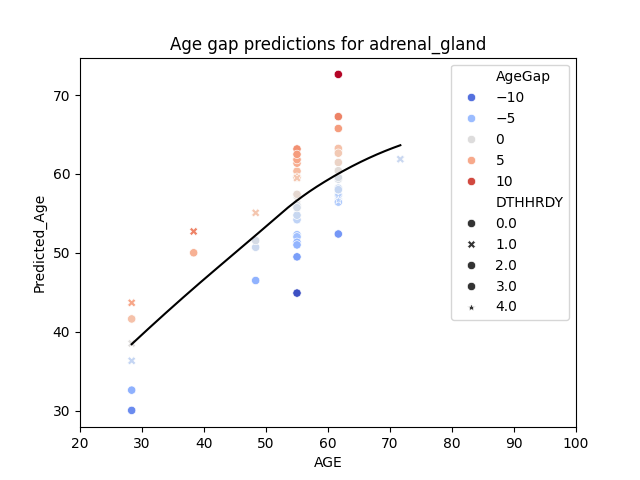 Age gap predictions for adrenal_gland
Predicted_Age
70
60
50
40
30
20 30 40 50 60 70 80 90 100
AGE
AgeGap
−10
−5
0
5
10
DTHHRDY
0.0
1.0
2.0
3.0
4.0